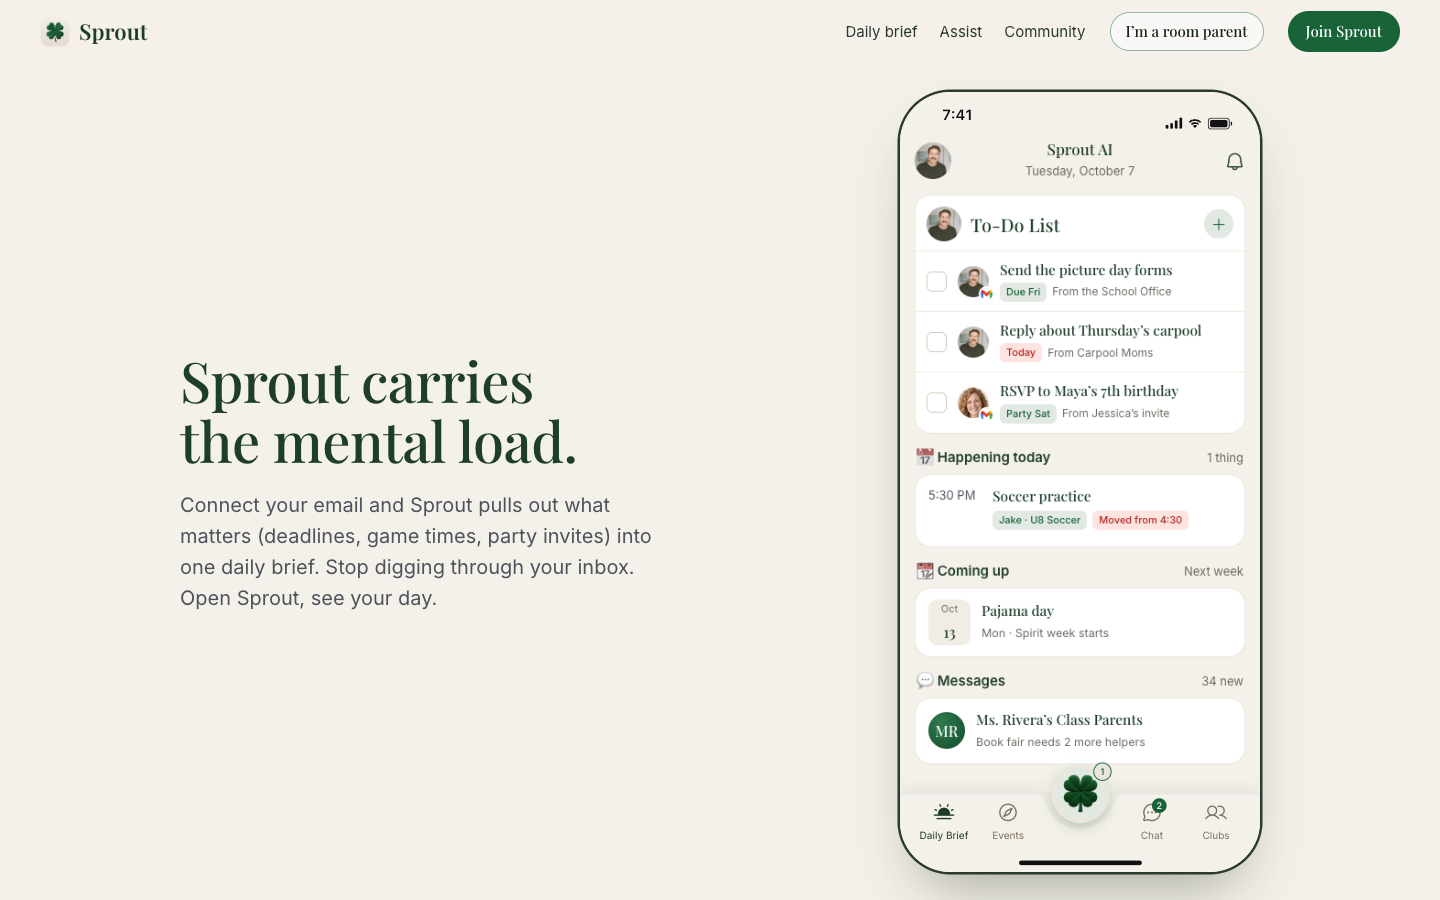 Sprout
Daily brief
Assist
Community
I'm a room parent
Join Sprout
Sprout carries
the mental load.
Connect your email and Sprout pulls out what
matters (deadlines, game times, party invites) into
one daily brief. Stop digging through your inbox.
Open Sprout, see your day.
7:41
Sprout AI
Tuesday, October 7
To-Do List
Send the picture day forms
Due Fri From the School Office
Reply about Thursday's carpool
Today From Carpool Moms
RSVP to Maya's 7th birthday
Party Sat From Jessica's invite
Happening today 1 thing
5:30 PM Soccer practice
Jake · U8 Soccer Moved from 4:30
Coming up Next week
Oct
13
Pajama day
Mon · Spirit week starts
Messages 34 new
MR
Ms. Rivera's Class Parents
Book fair needs 2 more helpers
1
2
Daily Brief
Events
Chat
Clubs